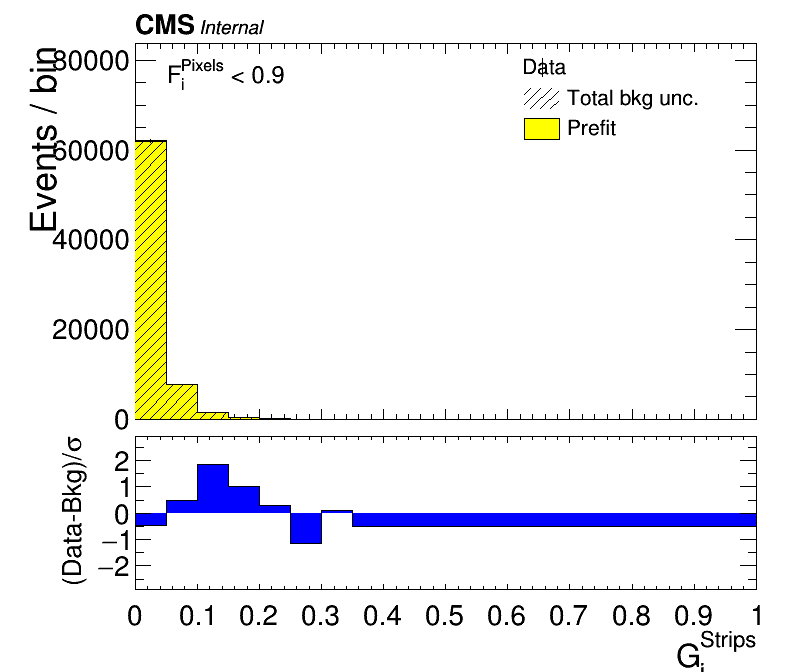 CMS Internal
80000
60000
40000
20000
0
Events / bin
F_i^Pixels < 0.9
Data
Total bkg unc.
Prefit
(Data-Bkg)/σ
2
1
0
−1
−2
0 0.1 0.2 0.3 0.4 0.5 0.6 0.7 0.8 0.9 1
G_i^Strips